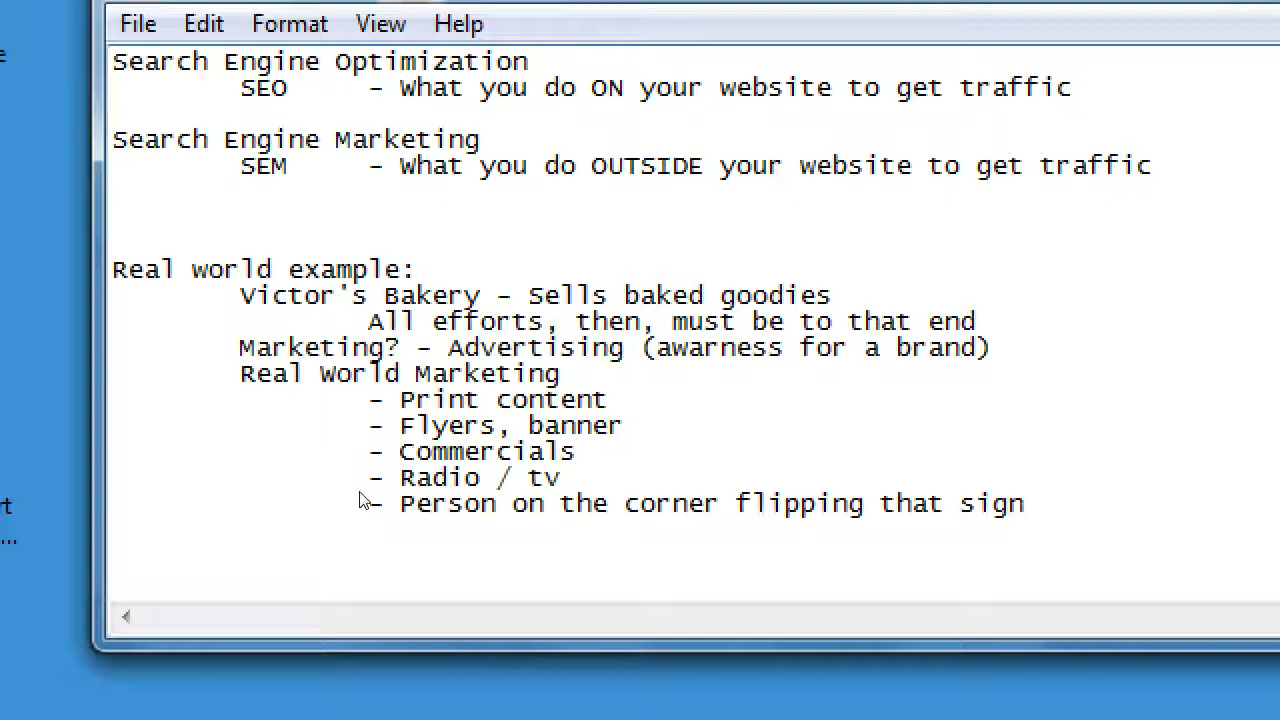 File Edit Format View Help
Search Engine Optimization
SEO - What you do ON your website to get traffic
Search Engine Marketing
SEM - What you do OUTSIDE your website to get traffic
Real world example:
Victor's Bakery - Sells baked goodies
All efforts, then, must be to that end
Marketing? - Advertising (awarness for a brand)
Real World Marketing
- Print content
- Flyers, banner
- Commercials
- Radio / tv
- Person on the corner flipping that sign